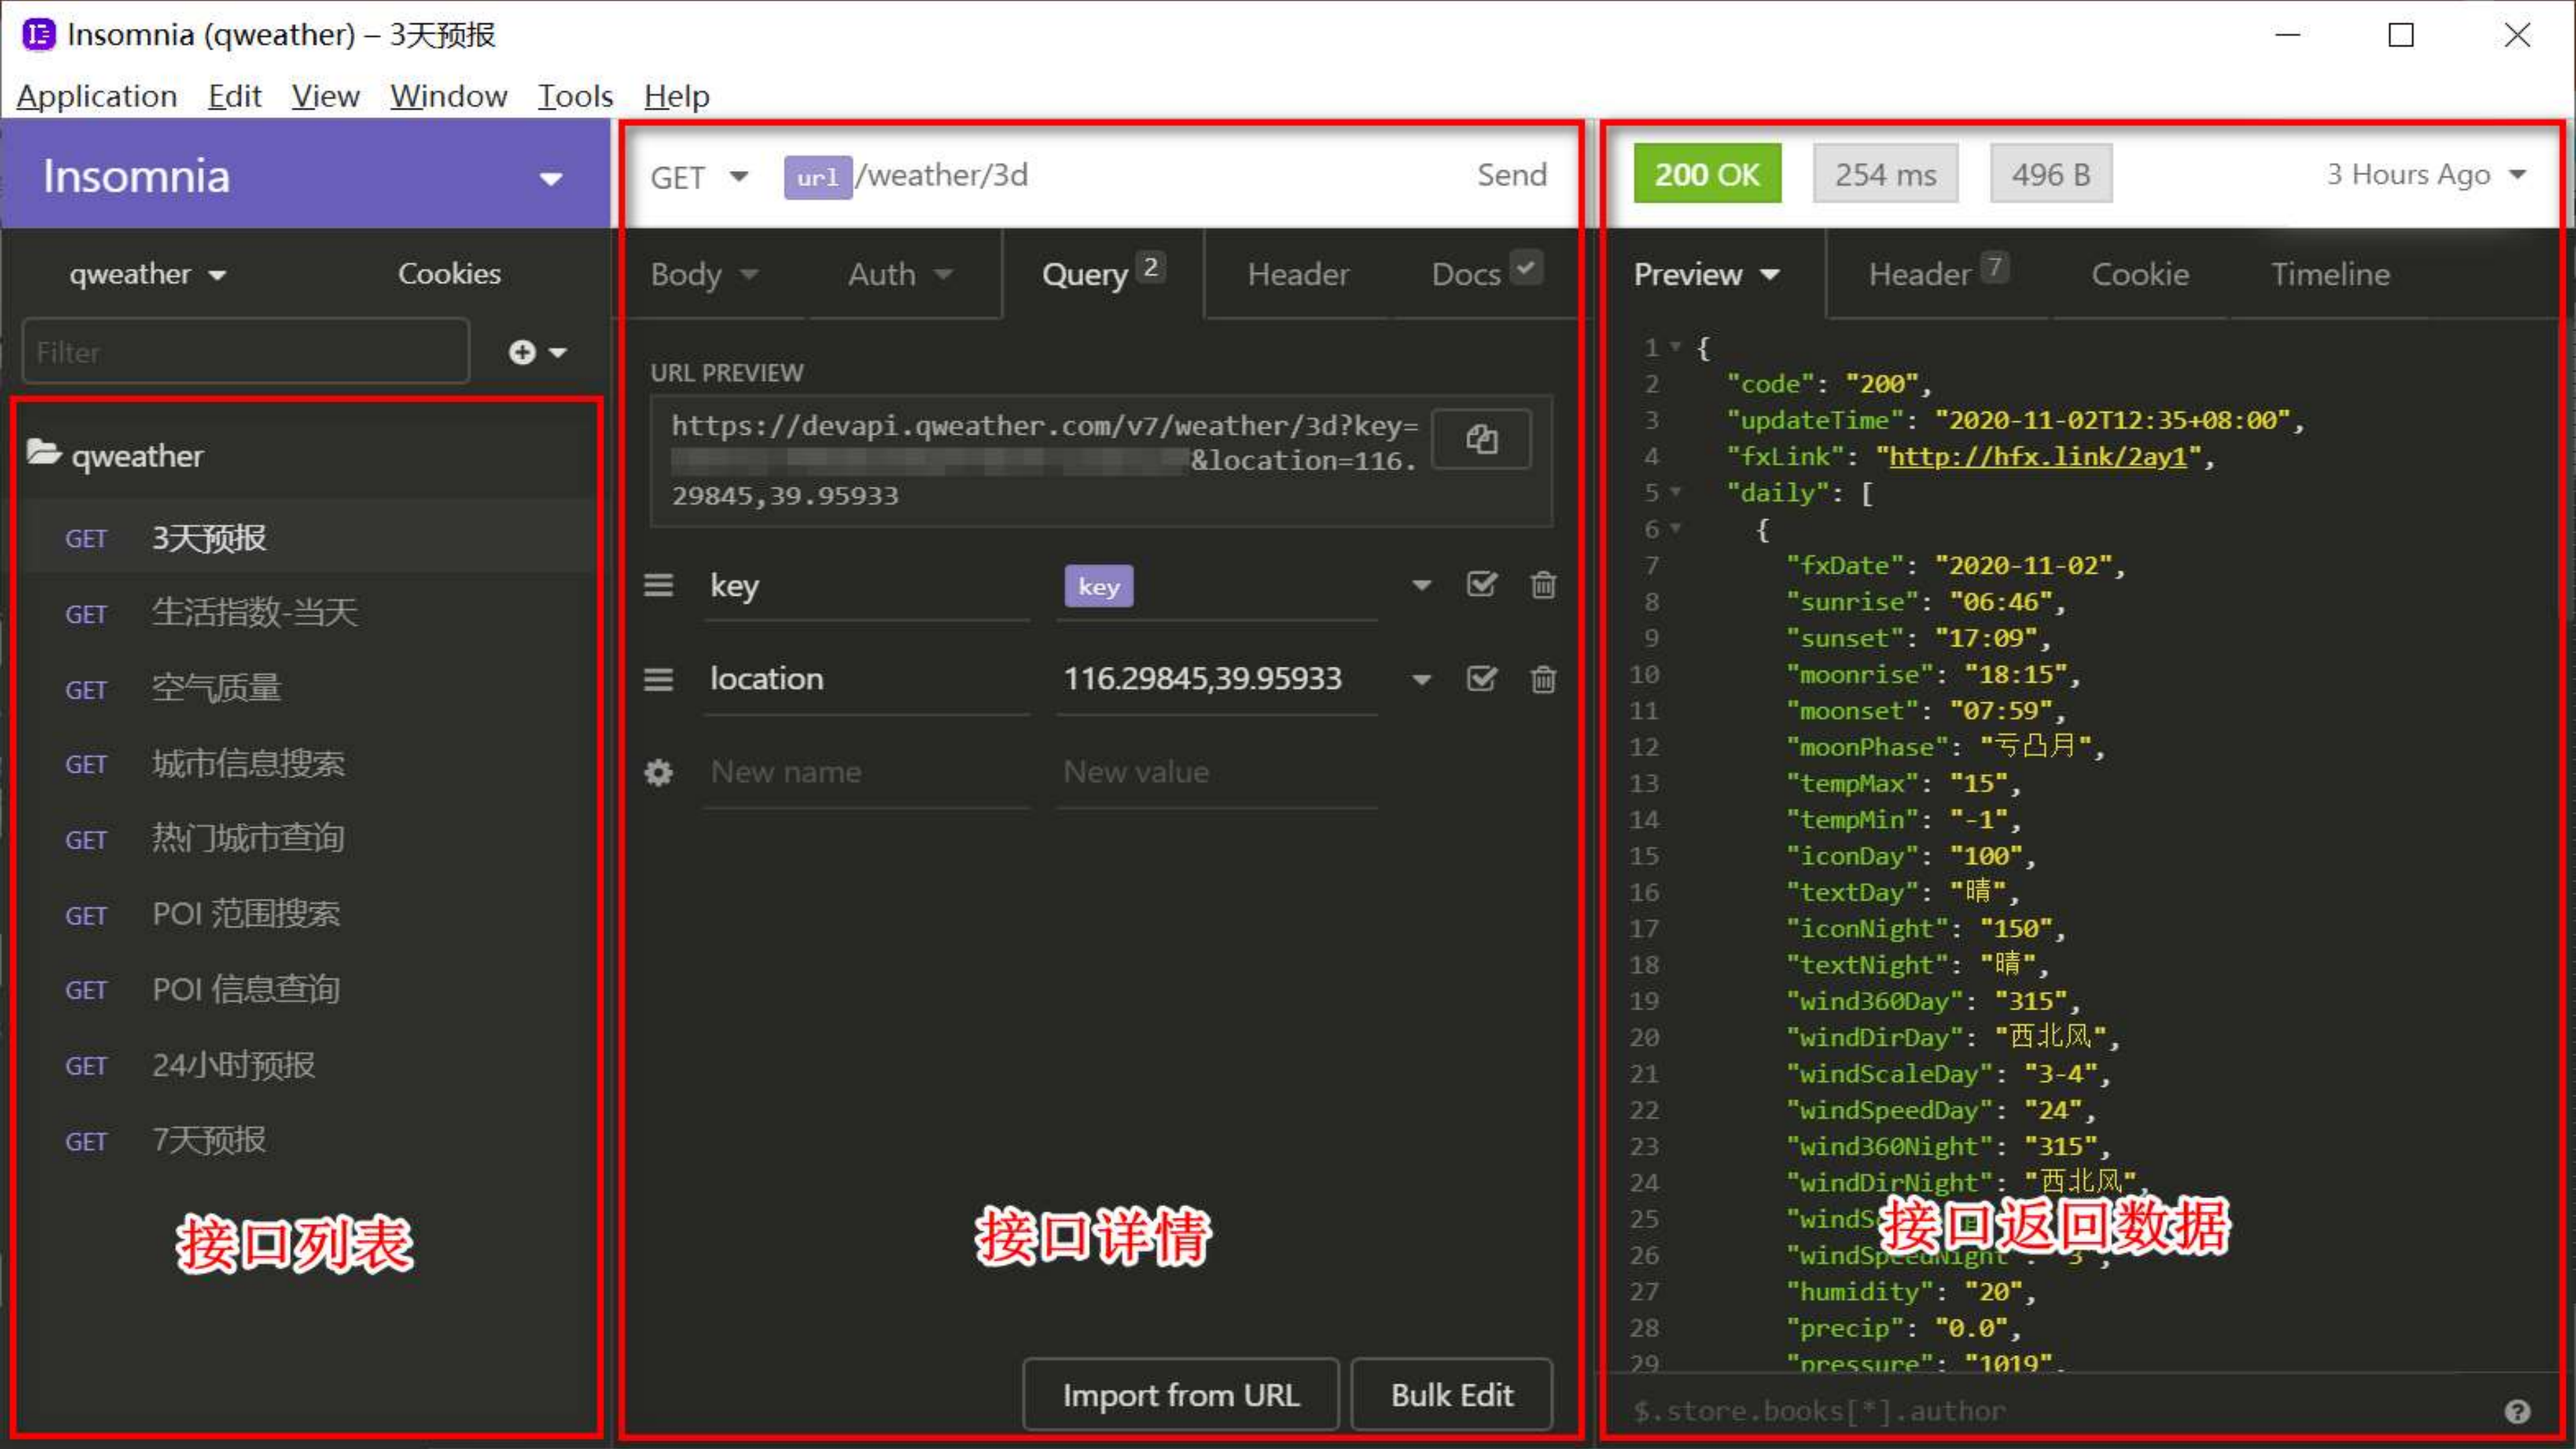 Insomnia (qweather) – 3天预报
Application Edit View Window Tools Help
Insomnia
qweather Cookies
Filter
qweather
GET 3天预报
GET 生活指数-当天
GET 空气质量
GET 城市信息搜索
GET 热门城市查询
GET POI 范围搜索
GET POI 信息查询
GET 24小时预报
GET 7天预报
接口列表
GET url /weather/3d Send
Body Auth Query 2 Header Docs
URL PREVIEW
https://devapi.qweather.com/v7/weather/3d?key=
&location=116.
29845,39.95933
key key
location 116.29845,39.95933
New name New value
接口详情
Import from URL Bulk Edit
200 OK 254 ms 496 B 3 Hours Ago
Preview Header 7 Cookie Timeline
1 {
2 "code": "200",
3 "updateTime": "2020-11-02T12:35+08:00",
4 "fxLink": "http://hfx.link/2ay1",
5 "daily": [
6 {
7 "fxDate": "2020-11-02",
8 "sunrise": "06:46",
9 "sunset": "17:09",
10 "moonrise": "18:15",
11 "moonset": "07:59",
12 "moonPhase": "亏凸月",
13 "tempMax": "15",
14 "tempMin": "-1",
15 "iconDay": "100",
16 "textDay": "晴",
17 "iconNight": "150",
18 "textNight": "晴",
19 "wind360Day": "315",
20 "windDirDay": "西北风",
21 "windScaleDay": "3-4",
22 "windSpeedDay": "24",
23 "wind360Night": "315",
24 "windDirNight": "西北风",
25 "windS
接口返回数据
26 "windSpeedNight": "3",
27 "humidity": "20",
28 "precip": "0.0",
29 "pressure": "1019",
$.store.books[*].author